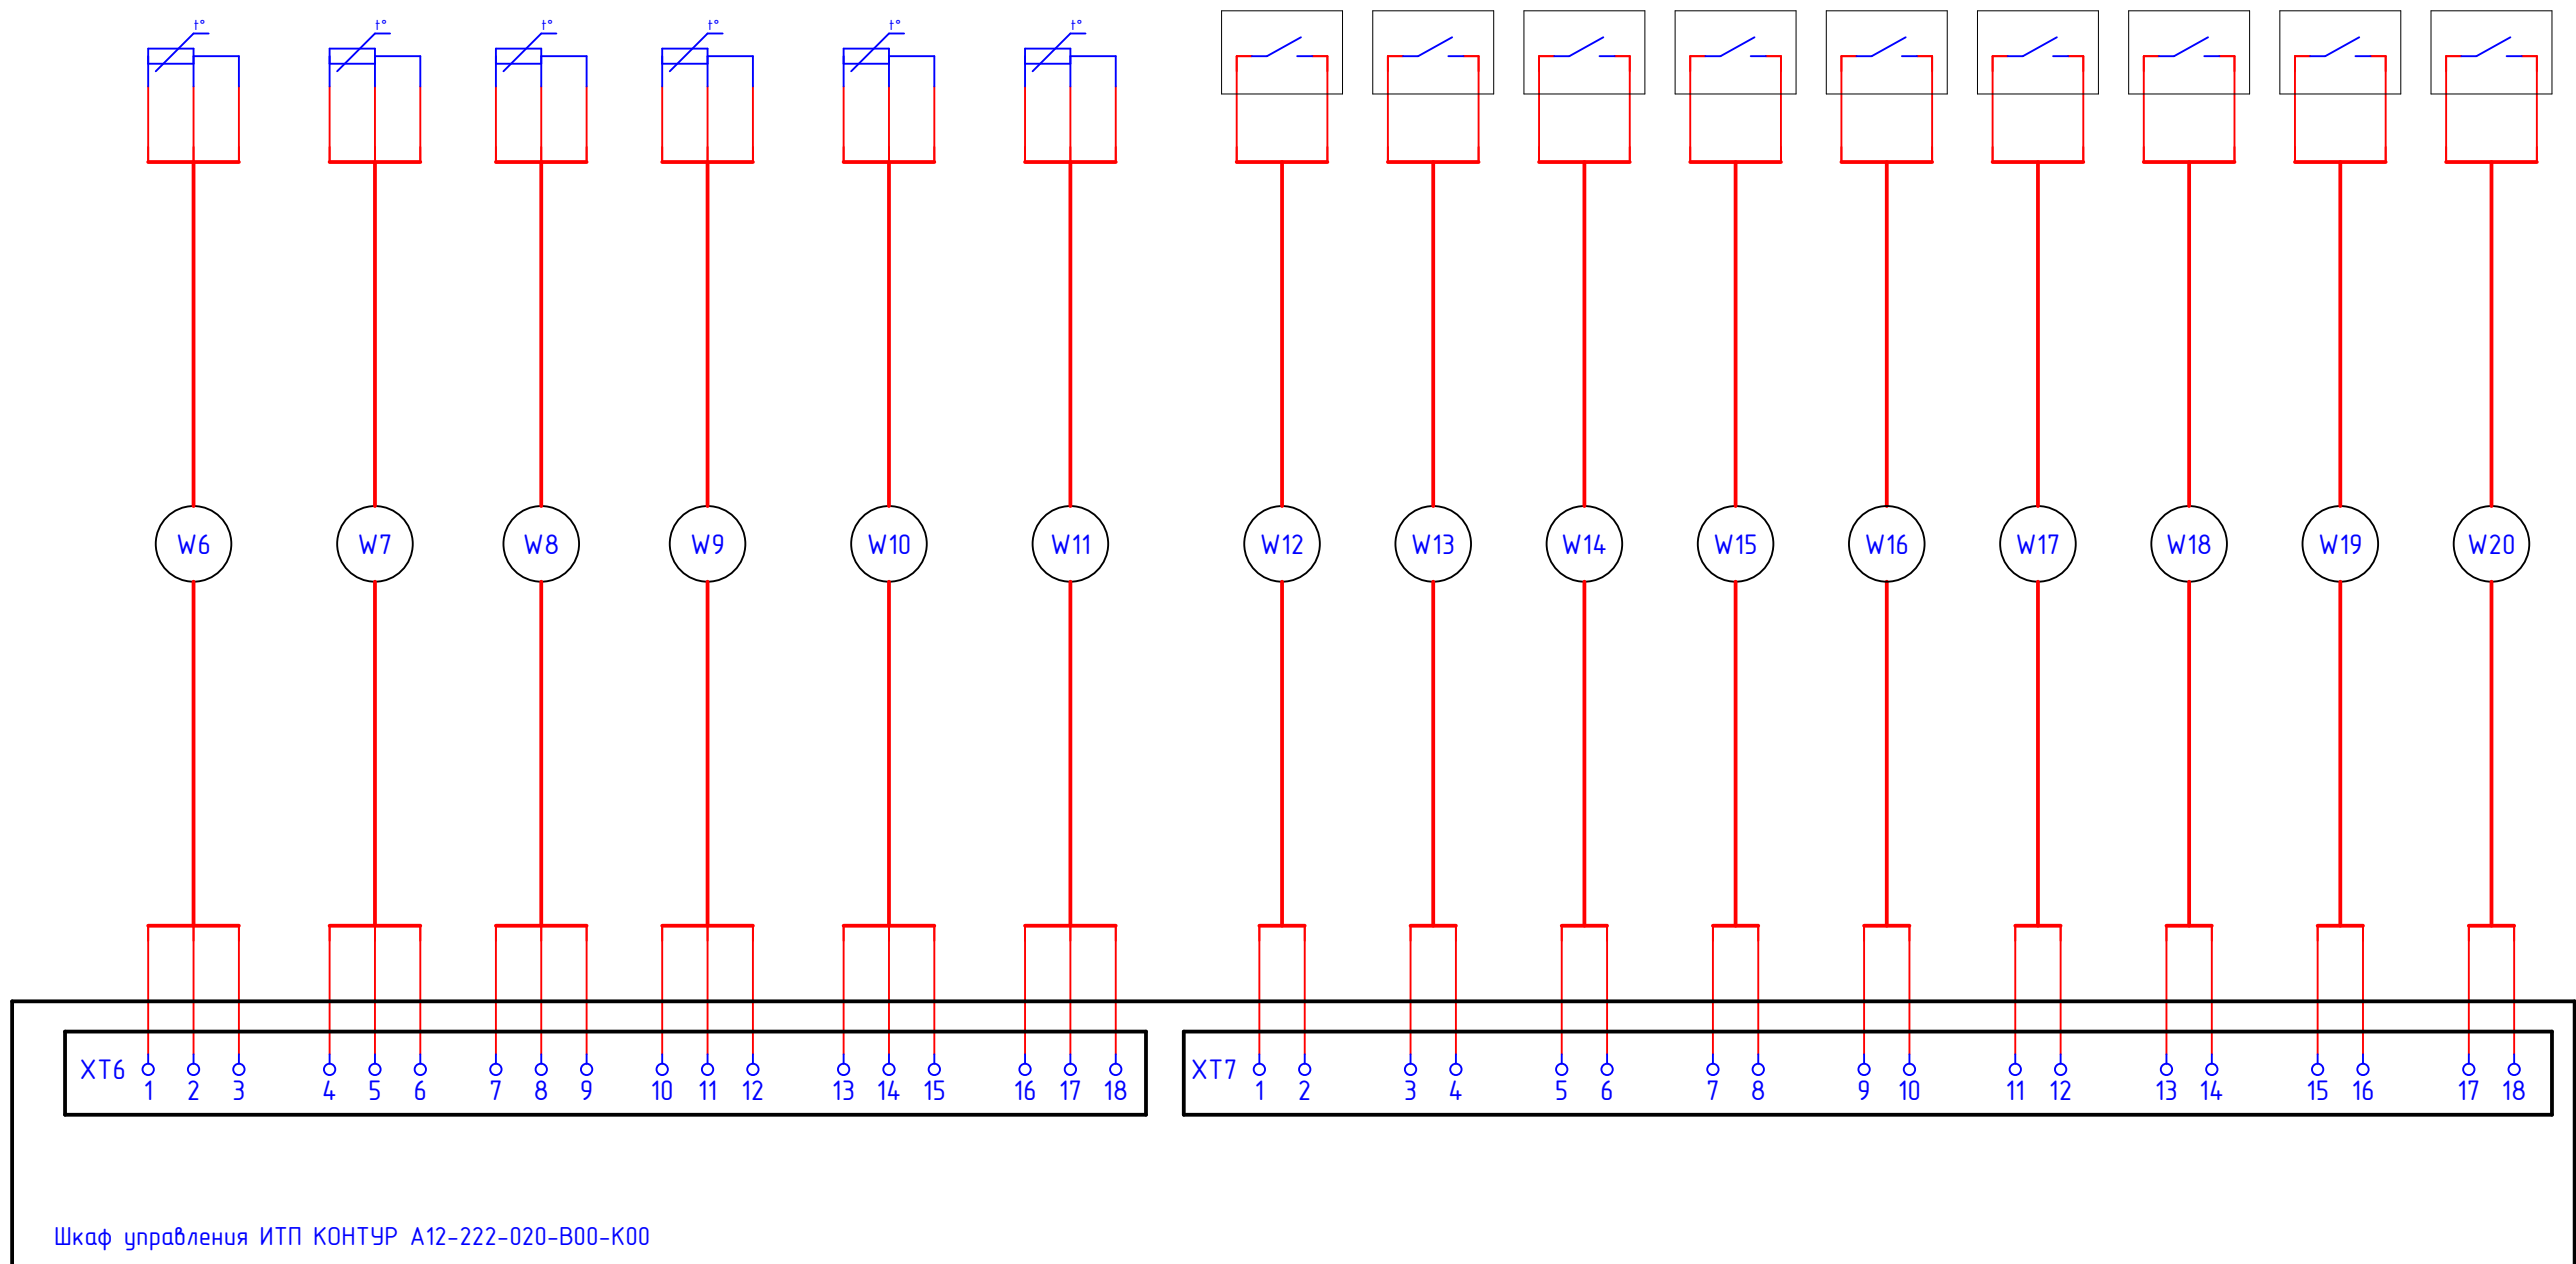 t° t° t° t° t° t°
W6 W7 W8 W9 W10 W11 W12 W13 W14 W15 W16 W17 W18 W19 W20
XT6 1 2 3 4 5 6 7 8 9 10 11 12 13 14 15 16 17 18
XT7 1 2 3 4 5 6 7 8 9 10 11 12 13 14 15 16 17 18
Шкаф управления ИТП КОНТУР А12-222-020-В00-К00